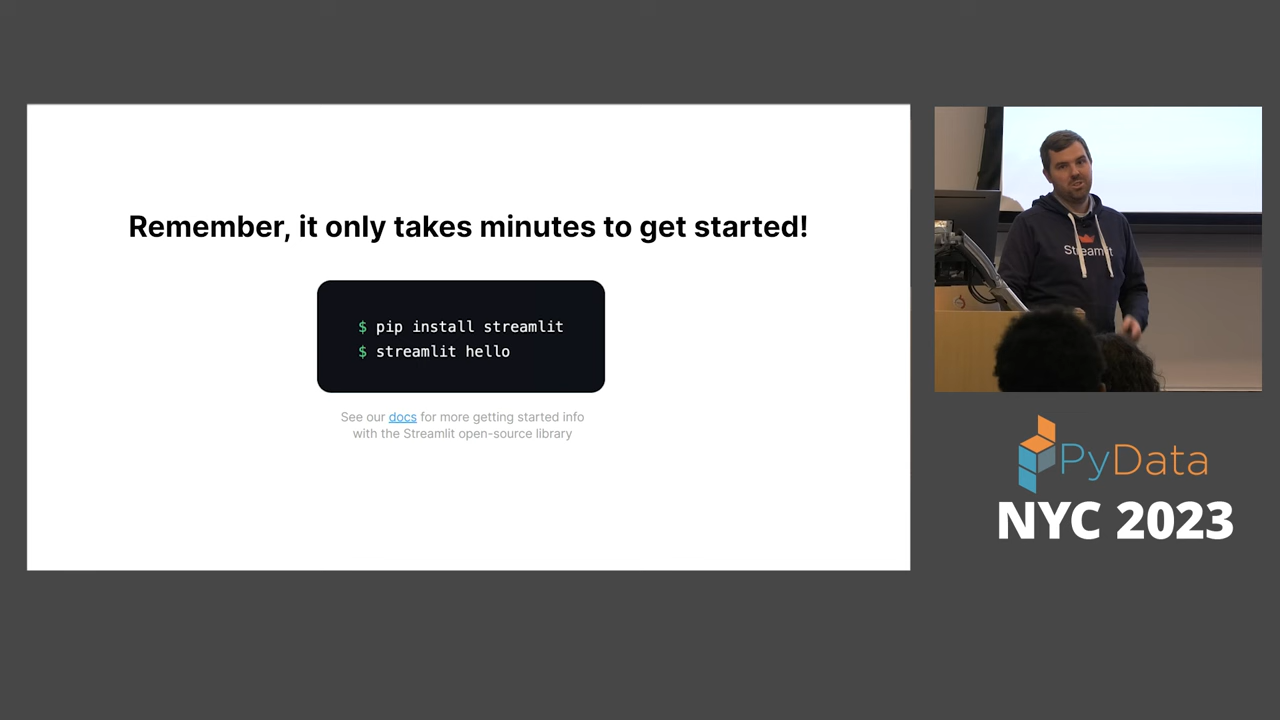 Remember, it only takes minutes to get started!
$ pip install streamlit
$ streamlit hello
See our docs for more getting started info
with the Streamlit open-source library
Streamlit
PyData
NYC 2023